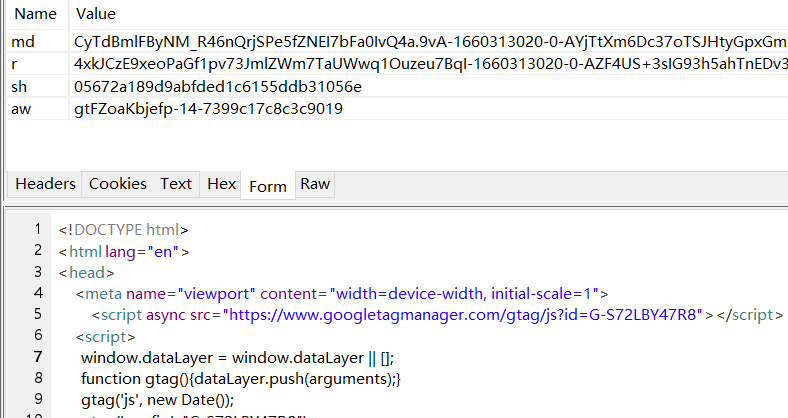 Name Value
md CyTdBmlFByNM_R46nQrjSPe5fZNEI7bFa0IvQ4a.9vA-1660313020-0-AYjTtXm6Dc37oTSJHtyGpxGm
r 4xkJCzE9xeoPaGf1pv73JmlZWm7TaUWwq1Ouzeu7BqI-1660313020-0-AZF4US+3sIG93h5ahTnEDv3
sh 05672a189d9abfded1c6155ddb31056e
aw gtFZoaKbjefp-14-7399c17c8c3c9019
Headers Cookies Text Hex Form Raw
1 <!DOCTYPE html>
2 <html lang="en">
3 <head>
4 <meta name="viewport" content="width=device-width, initial-scale=1">
5 <script async src="https://www.googletagmanager.com/gtag/js?id=G-S72LBY47R8"></script>
6 <script>
7 window.dataLayer = window.dataLayer || [];
8 function gtag(){dataLayer.push(arguments);}
9 gtag('js', new Date());